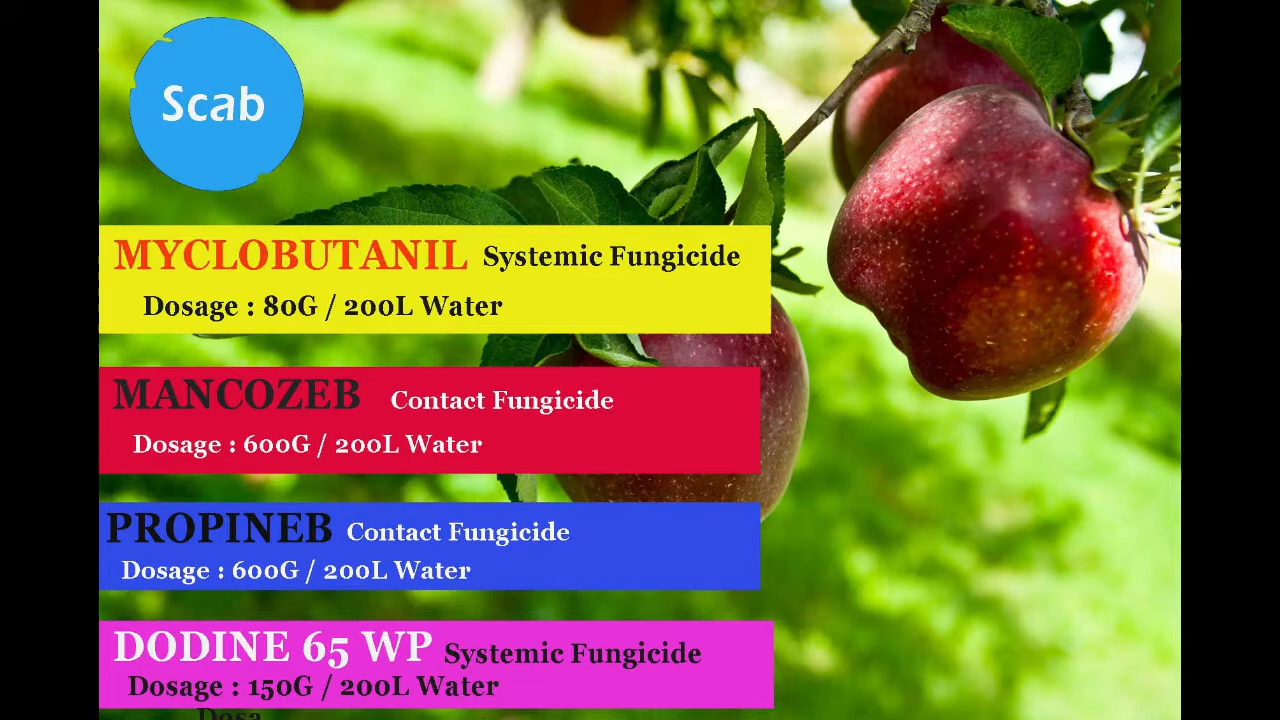 Scab
MYCLOBUTANIL Systemic Fungicide
Dosage : 80G / 200L Water
MANCOZEB Contact Fungicide
Dosage : 600G / 200L Water
PROPINEB Contact Fungicide
Dosage : 600G / 200L Water
DODINE 65 WP Systemic Fungicide
Dosage : 150G / 200L Water
Dosa